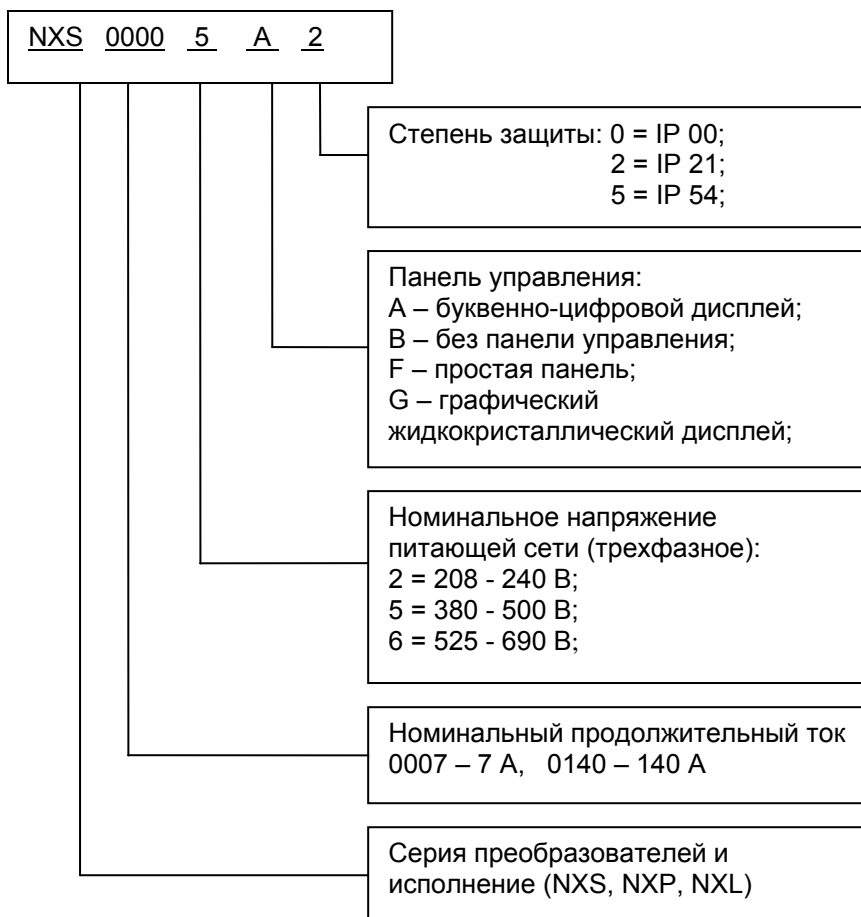 NXS 0000 5 A 2
Степень защиты: 0 = IP 00;
2 = IP 21;
5 = IP 54;
Панель управления:
A – буквенно-цифровой дисплей;
B – без панели управления;
F – простая панель;
G – графический
жидкокристаллический дисплей;
Номинальное напряжение
питающей сети (трехфазное):
2 = 208 - 240 В;
5 = 380 - 500 В;
6 = 525 - 690 В;
Номинальный продолжительный ток
0007 – 7 А, 0140 – 140 А
Серия преобразователей и
исполнение (NXS, NXP, NXL)